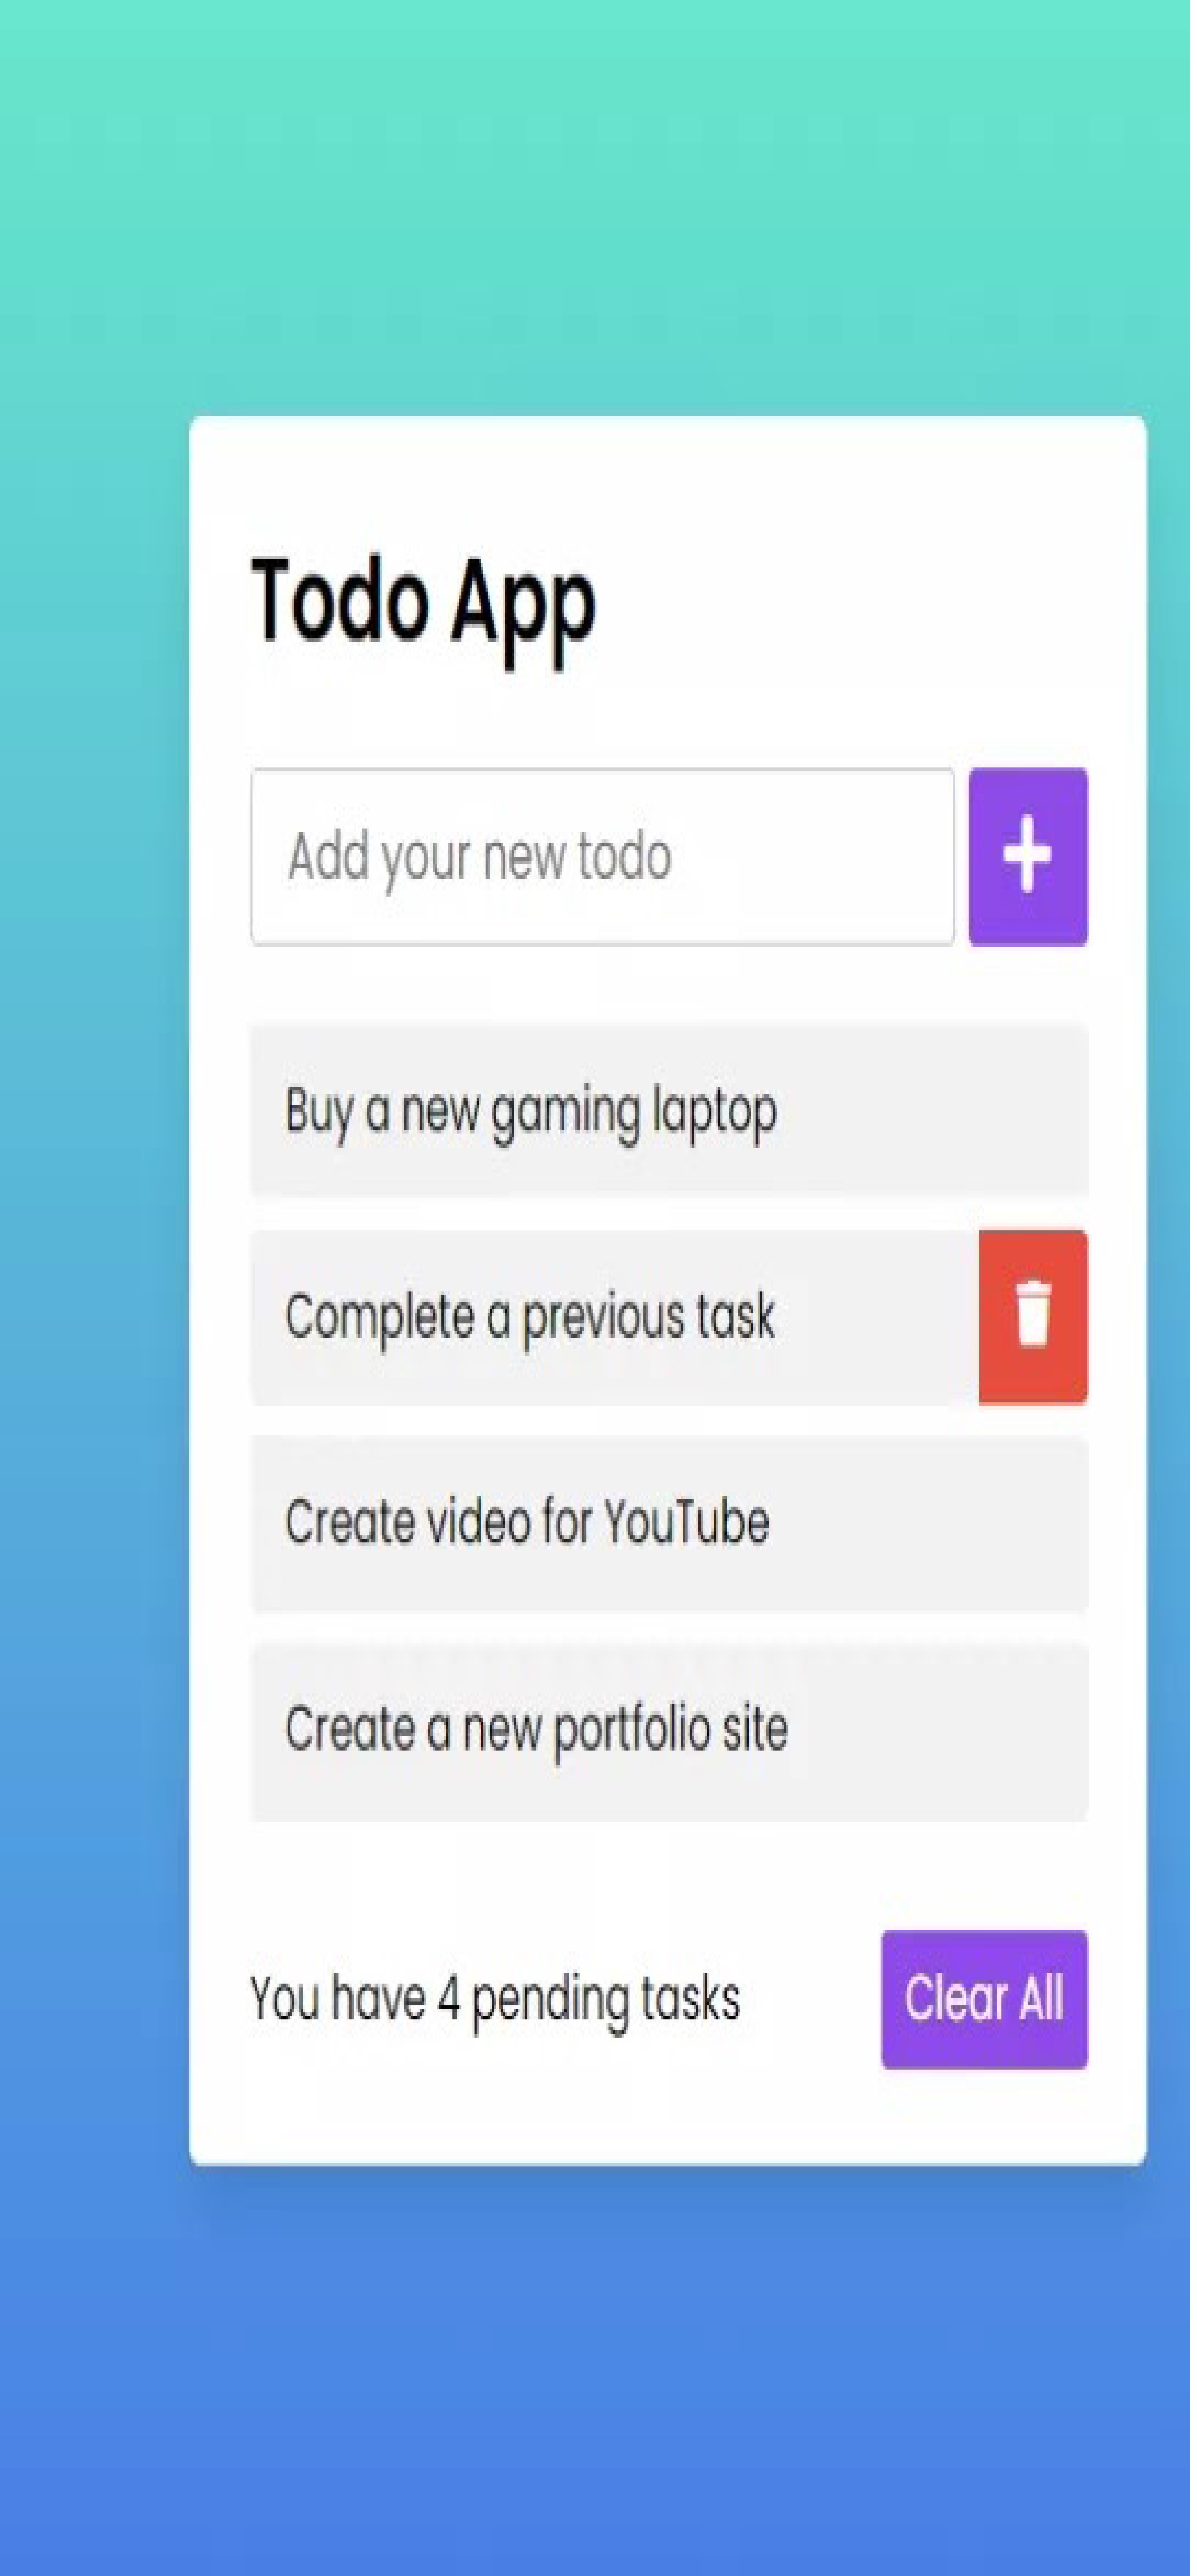 Todo App
Add your new todo
Buy a new gaming laptop
Complete a previous task
Create video for YouTube
Create a new portfolio site
You have 4 pending tasks
Clear All